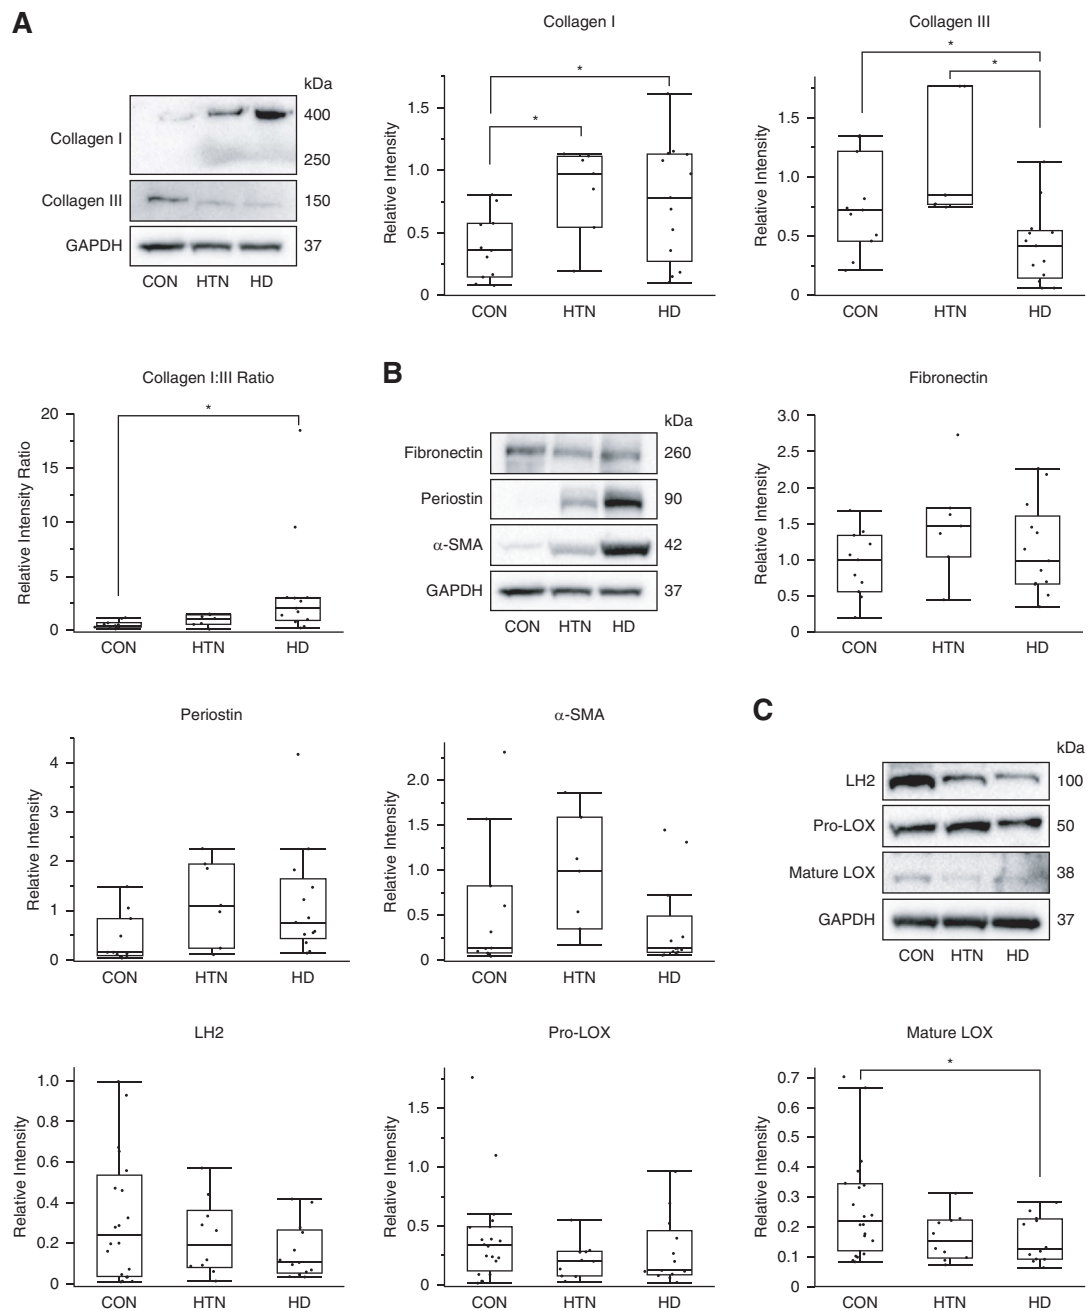 A
Collagen I
Collagen III
kDa
Collagen I
400
250
Collagen III
150
GAPDH
37
CON HTN HD
Relative Intensity
1.5
1.0
0.5
0
*
*
CON HTN HD
Relative Intensity
1.5
1.0
0.5
0
*
*
CON HTN HD
Collagen I:III Ratio
Relative Intensity Ratio
20
15
10
5
0
*
CON HTN HD
B
kDa
Fibronectin 260
Periostin 90
α-SMA 42
GAPDH 37
CON HTN HD
Fibronectin
Relative Intensity
3.0
2.5
2.0
1.5
1.0
0.5
0
CON HTN HD
Periostin
Relative Intensity
4
3
2
1
0
CON HTN HD
α-SMA
Relative Intensity
2.0
1.5
1.0
0.5
0
CON HTN HD
C
kDa
LH2 100
Pro-LOX 50
Mature LOX 38
GAPDH 37
CON HTN HD
LH2
Relative Intensity
1.0
0.8
0.6
0.4
0.2
0
CON HTN HD
Pro-LOX
Relative Intensity
1.5
1.0
0.5
0
CON HTN HD
Mature LOX
Relative Intensity
0.7
0.6
0.5
0.4
0.3
0.2
0.1
0
*
CON HTN HD